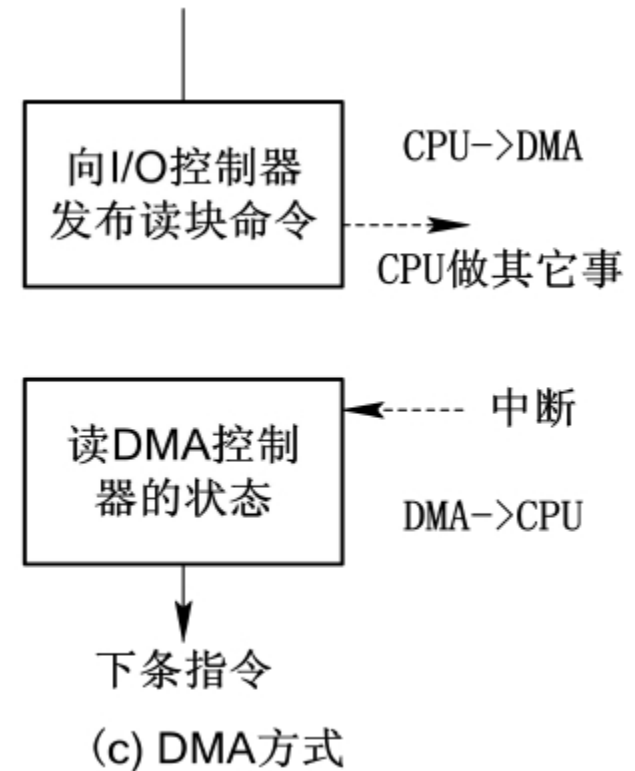 向I/O控制器
发布读块命令
CPU->DMA
CPU做其它事
读DMA控制
器的状态
中断
DMA->CPU
下条指令
(c) DMA方式